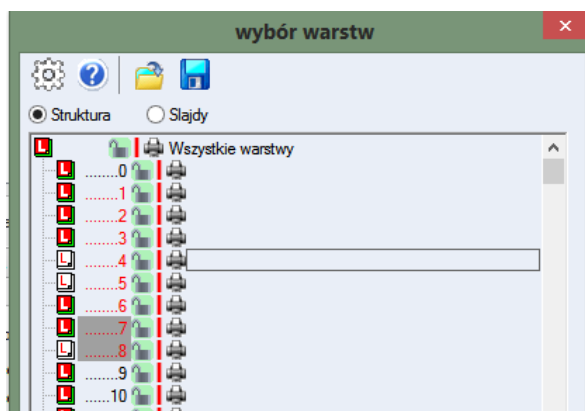 wybór warstw
Struktura Slajdy
L Wszystkie warstwy
L ........0
L ........1
L ........2
L ........3
L ........4
L ........5
L ........6
L ........7
L ........8
L ........9
L ......10